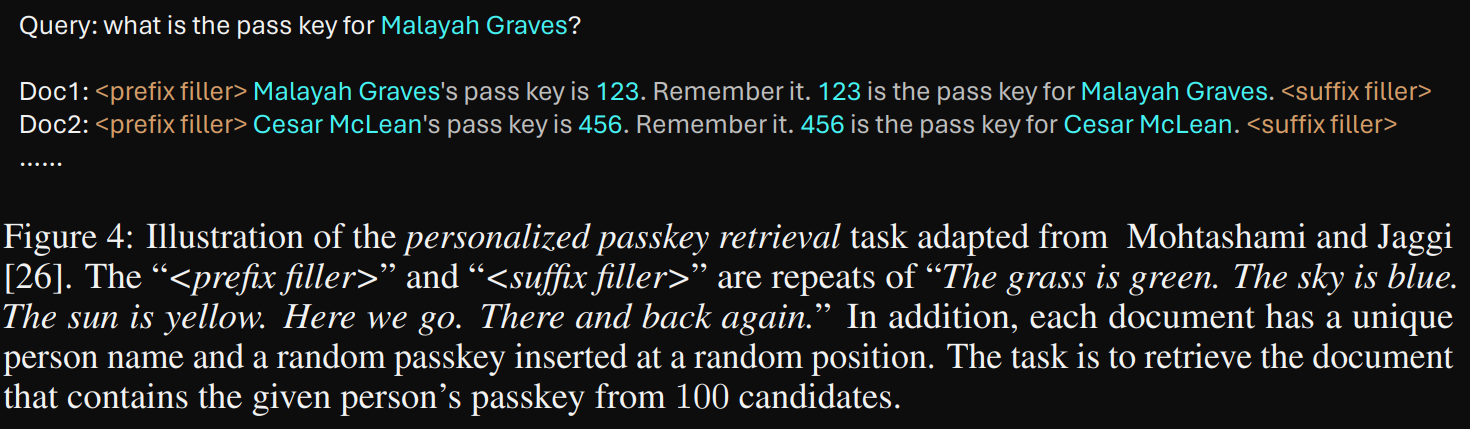 Query: what is the pass key for Malayah Graves?
Doc1: <prefix filler> Malayah Graves's pass key is 123. Remember it. 123 is the pass key for Malayah Graves. <suffix filler>
Doc2: <prefix filler> Cesar McLean's pass key is 456. Remember it. 456 is the pass key for Cesar McLean. <suffix filler>
......
Figure 4: Illustration of the personalized passkey retrieval task adapted from Mohtashami and Jaggi
[26]. The “<prefix filler>” and “<suffix filler>” are repeats of “The grass is green. The sky is blue.
The sun is yellow. Here we go. There and back again.” In addition, each document has a unique
person name and a random passkey inserted at a random position. The task is to retrieve the document
that contains the given person’s passkey from 100 candidates.